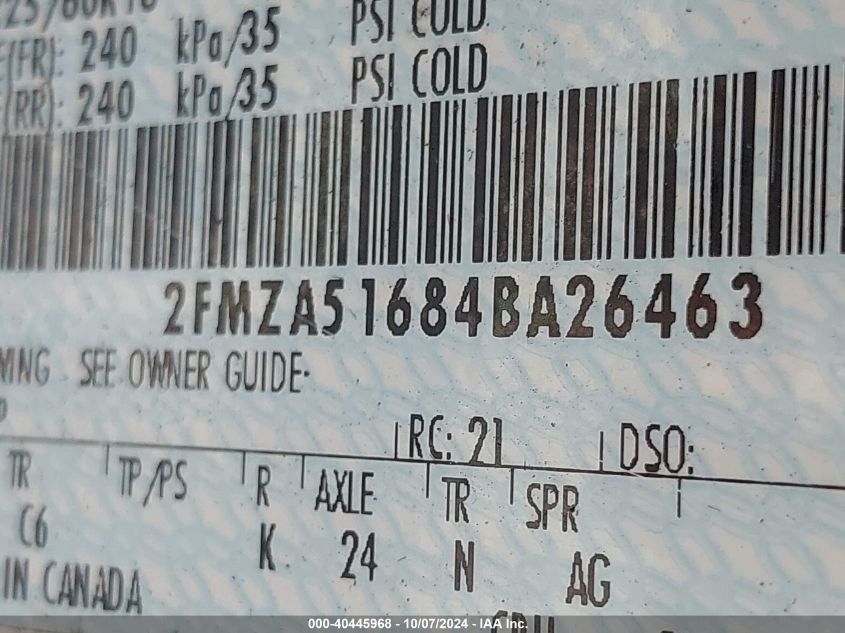 (FR): 240 kPa/35 PSI COLD
(RR): 240 kPa/35 PSI COLD
2FMZA51684BA26463
SEE OWNER GUIDE
RC: 21 DSO:
TR TP/PS R AXLE TR SPR
C6 K 24 N AG
IN CANADA
000-40445968 - 10/07/2024 - IAA Inc.